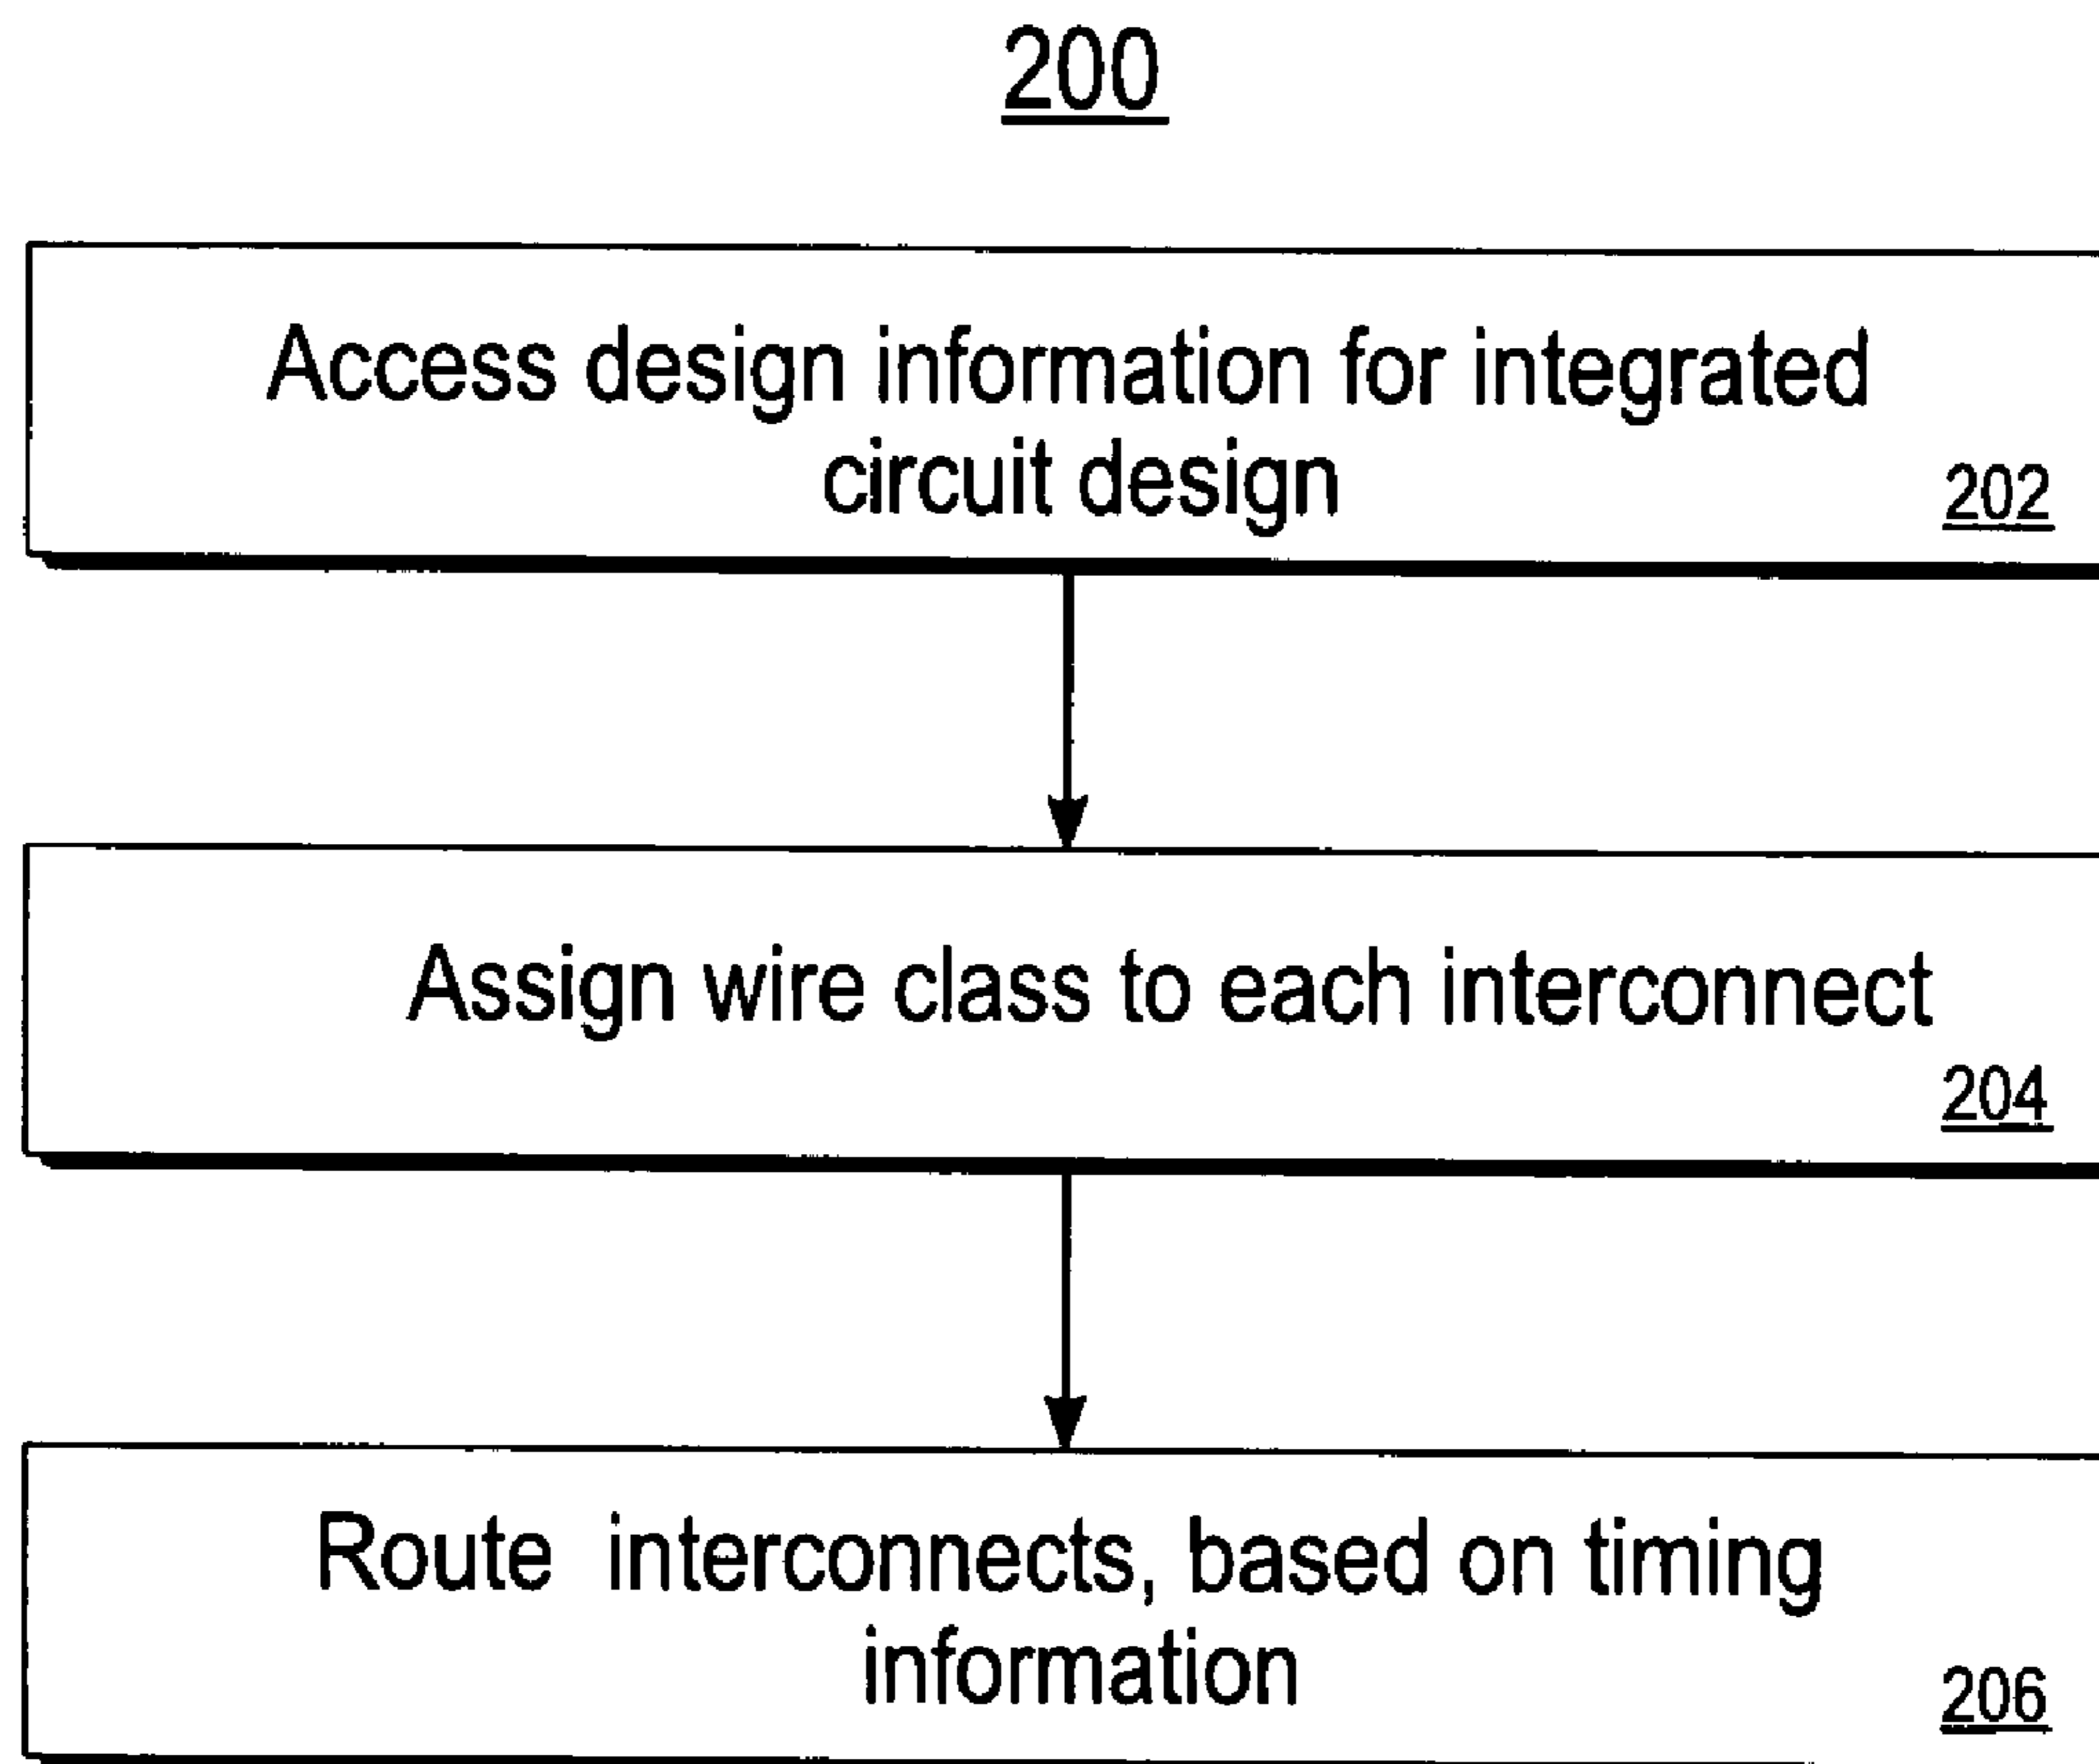 200
Access design information for integrated
circuit design
202
Assign wire class to each interconnect
204
Route interconnects, based on timing
information
206